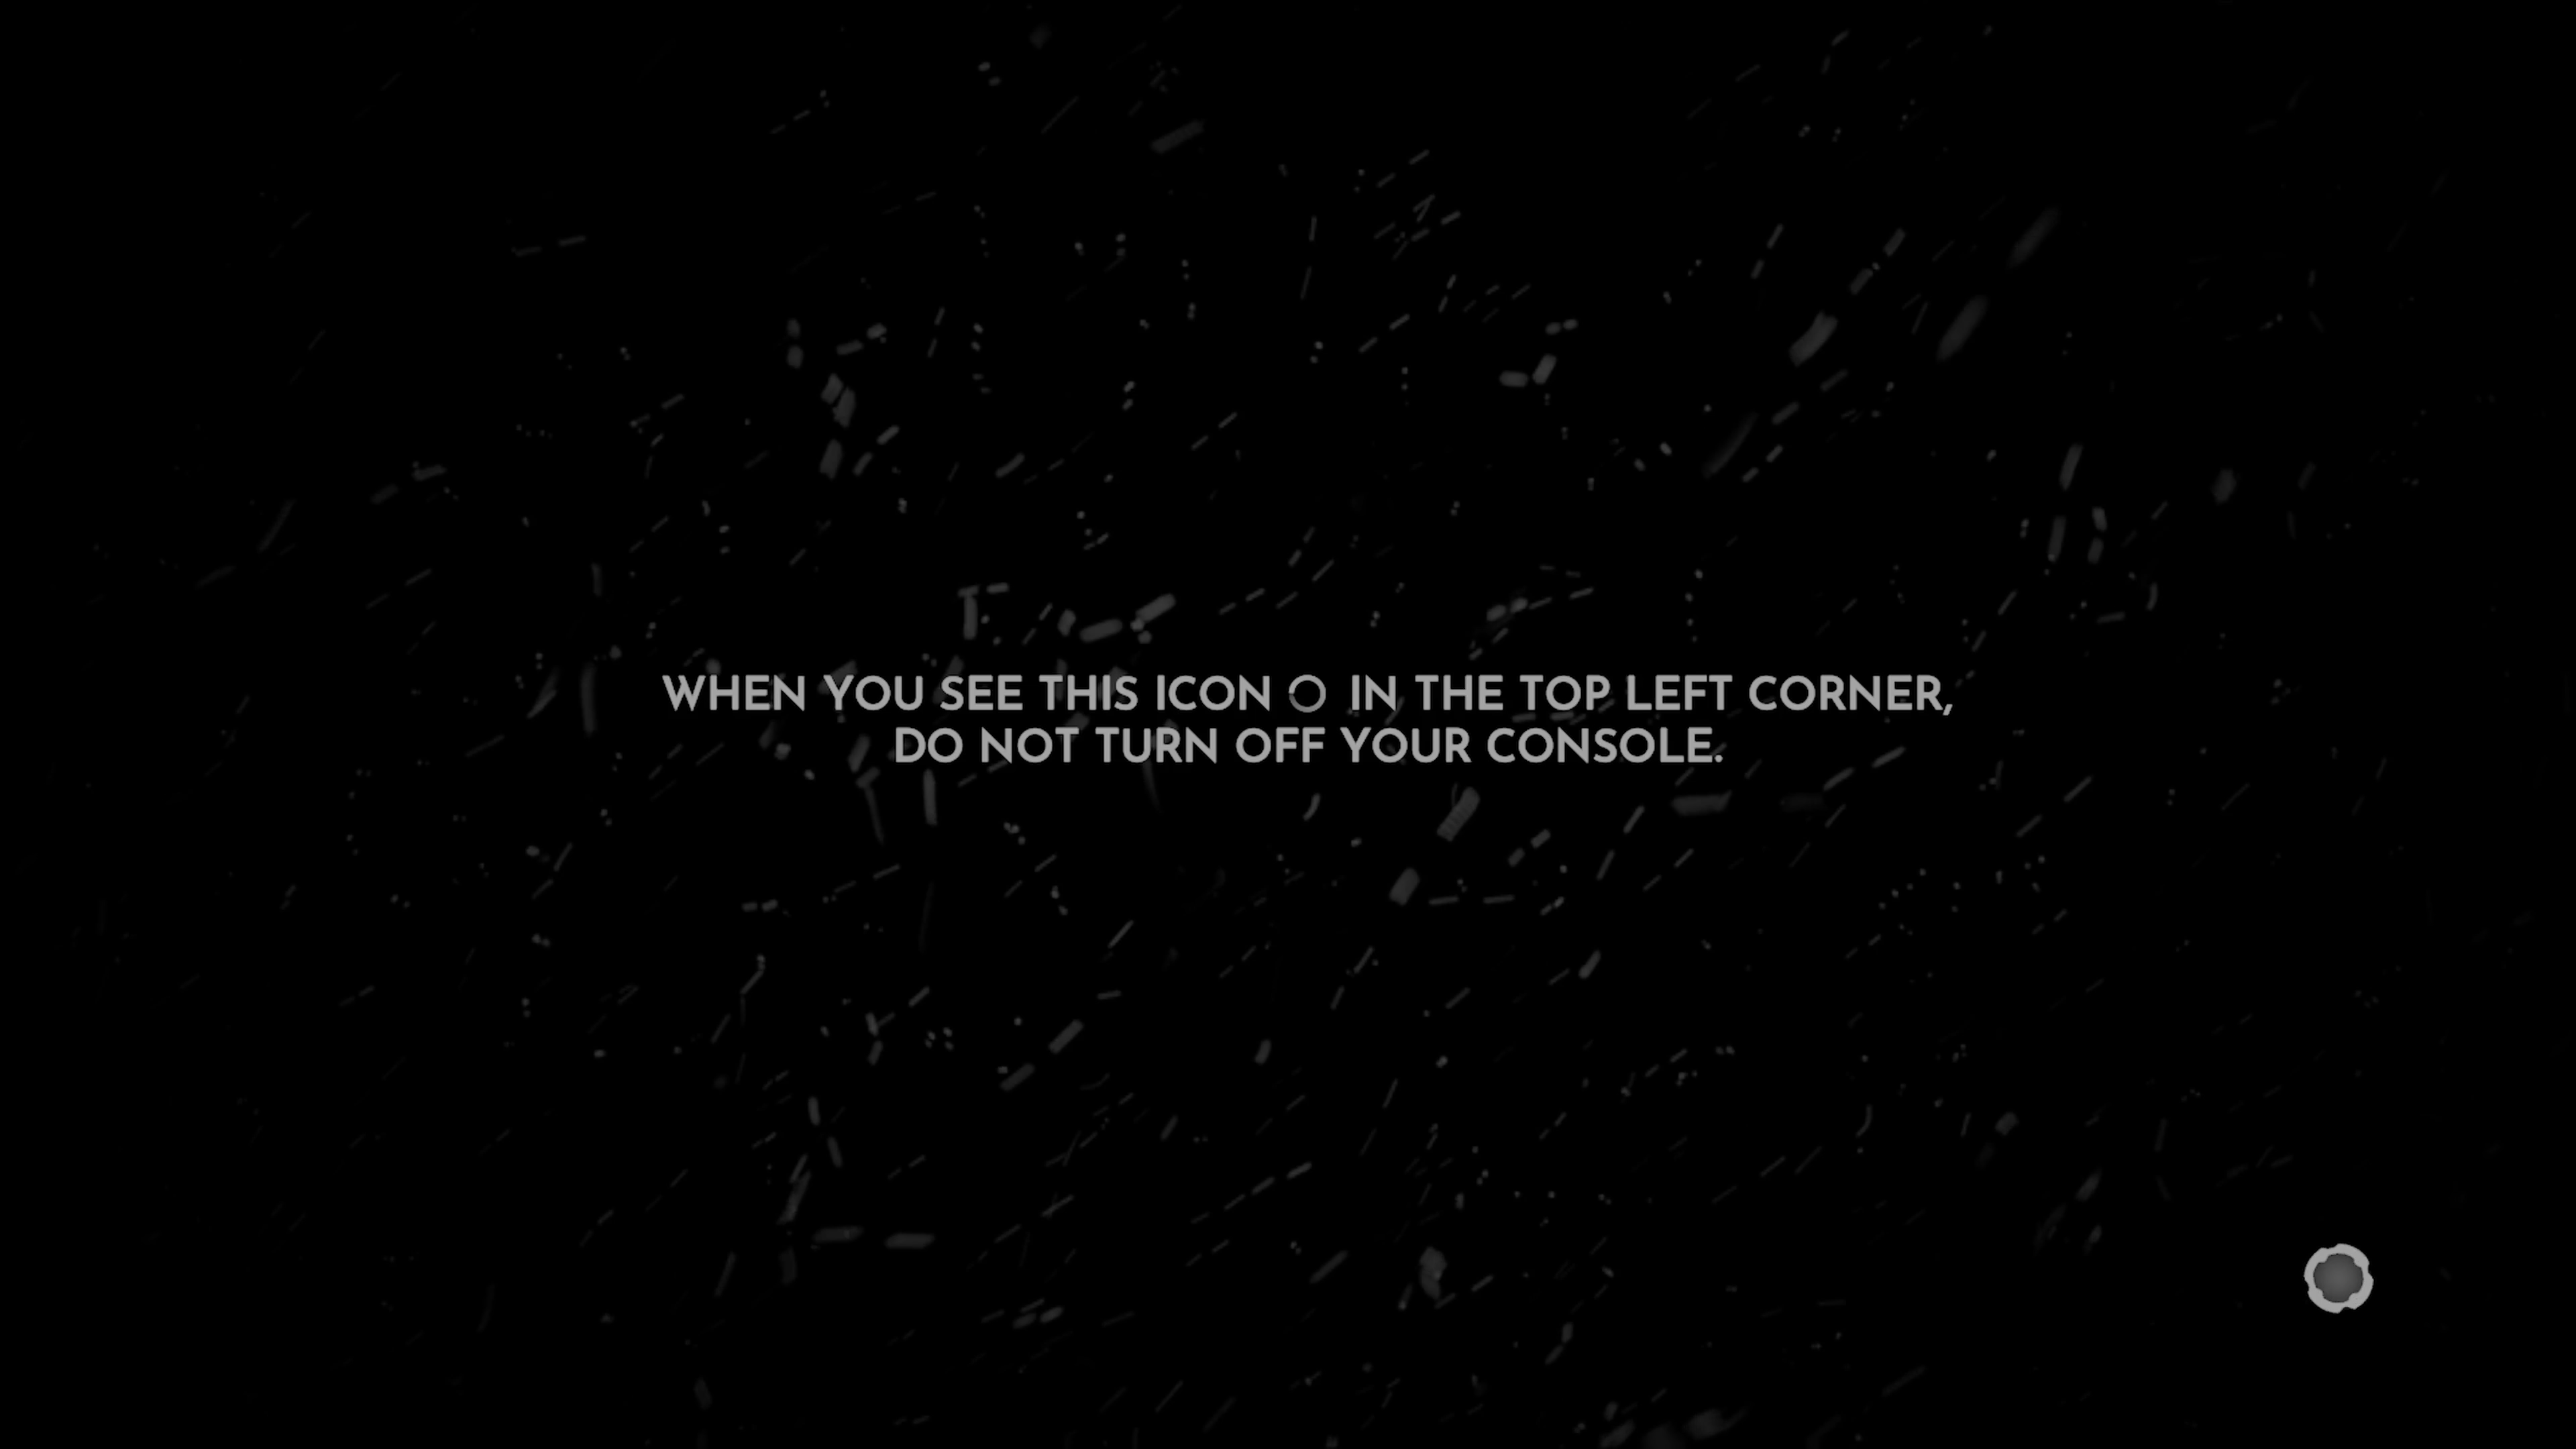 WHEN YOU SEE THIS ICON IN THE TOP LEFT CORNER,
DO NOT TURN OFF YOUR CONSOLE.